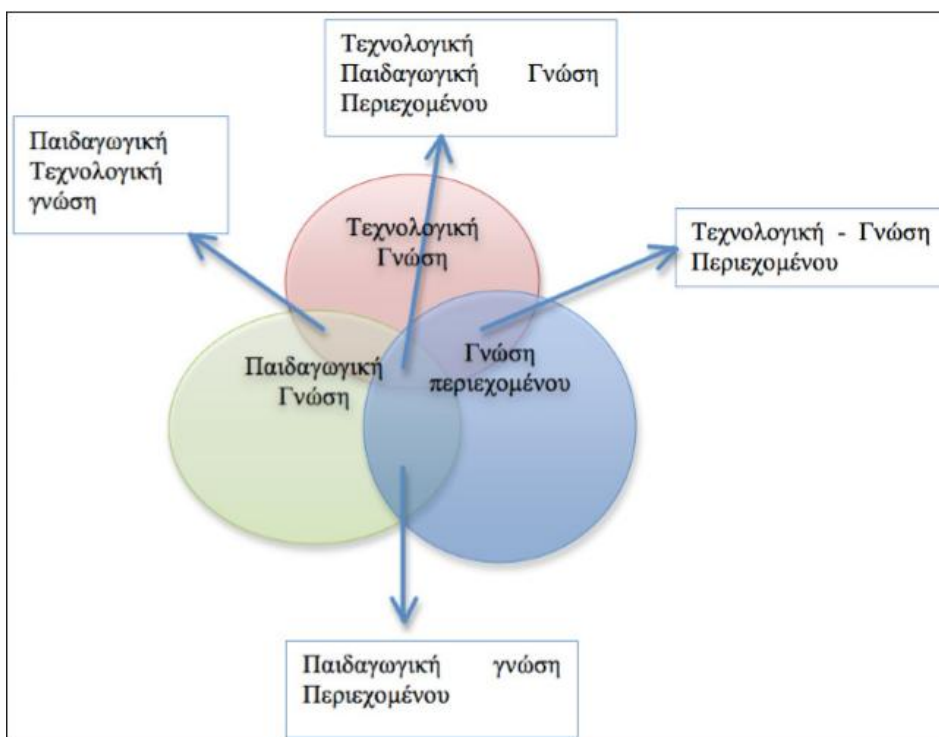 Τεχνολογική
Παιδαγωγική Γνώση
Περιεχομένου
Παιδαγωγική
Τεχνολογική
γνώση
Τεχνολογική
Γνώση
Τεχνολογική - Γνώση
Περιεχομένου
Παιδαγωγική
Γνώση
Γνώση
περιεχομένου
Παιδαγωγική γνώση
Περιεχομένου